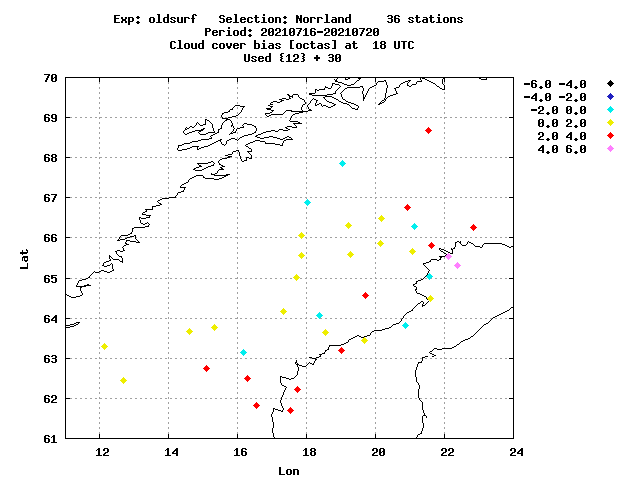 Exp: oldsurf Selection: Norrland 36 stations
Period: 20210716-20210720
Cloud cover bias [octas] at 18 UTC
Used {12} + 30
-6.0 -4.0
-4.0 -2.0
-2.0 0.0
0.0 2.0
2.0 4.0
4.0 6.0
70
69
68
67
66
65
64
63
62
61
Lat
12 14 16 18 20 22 24
Lon